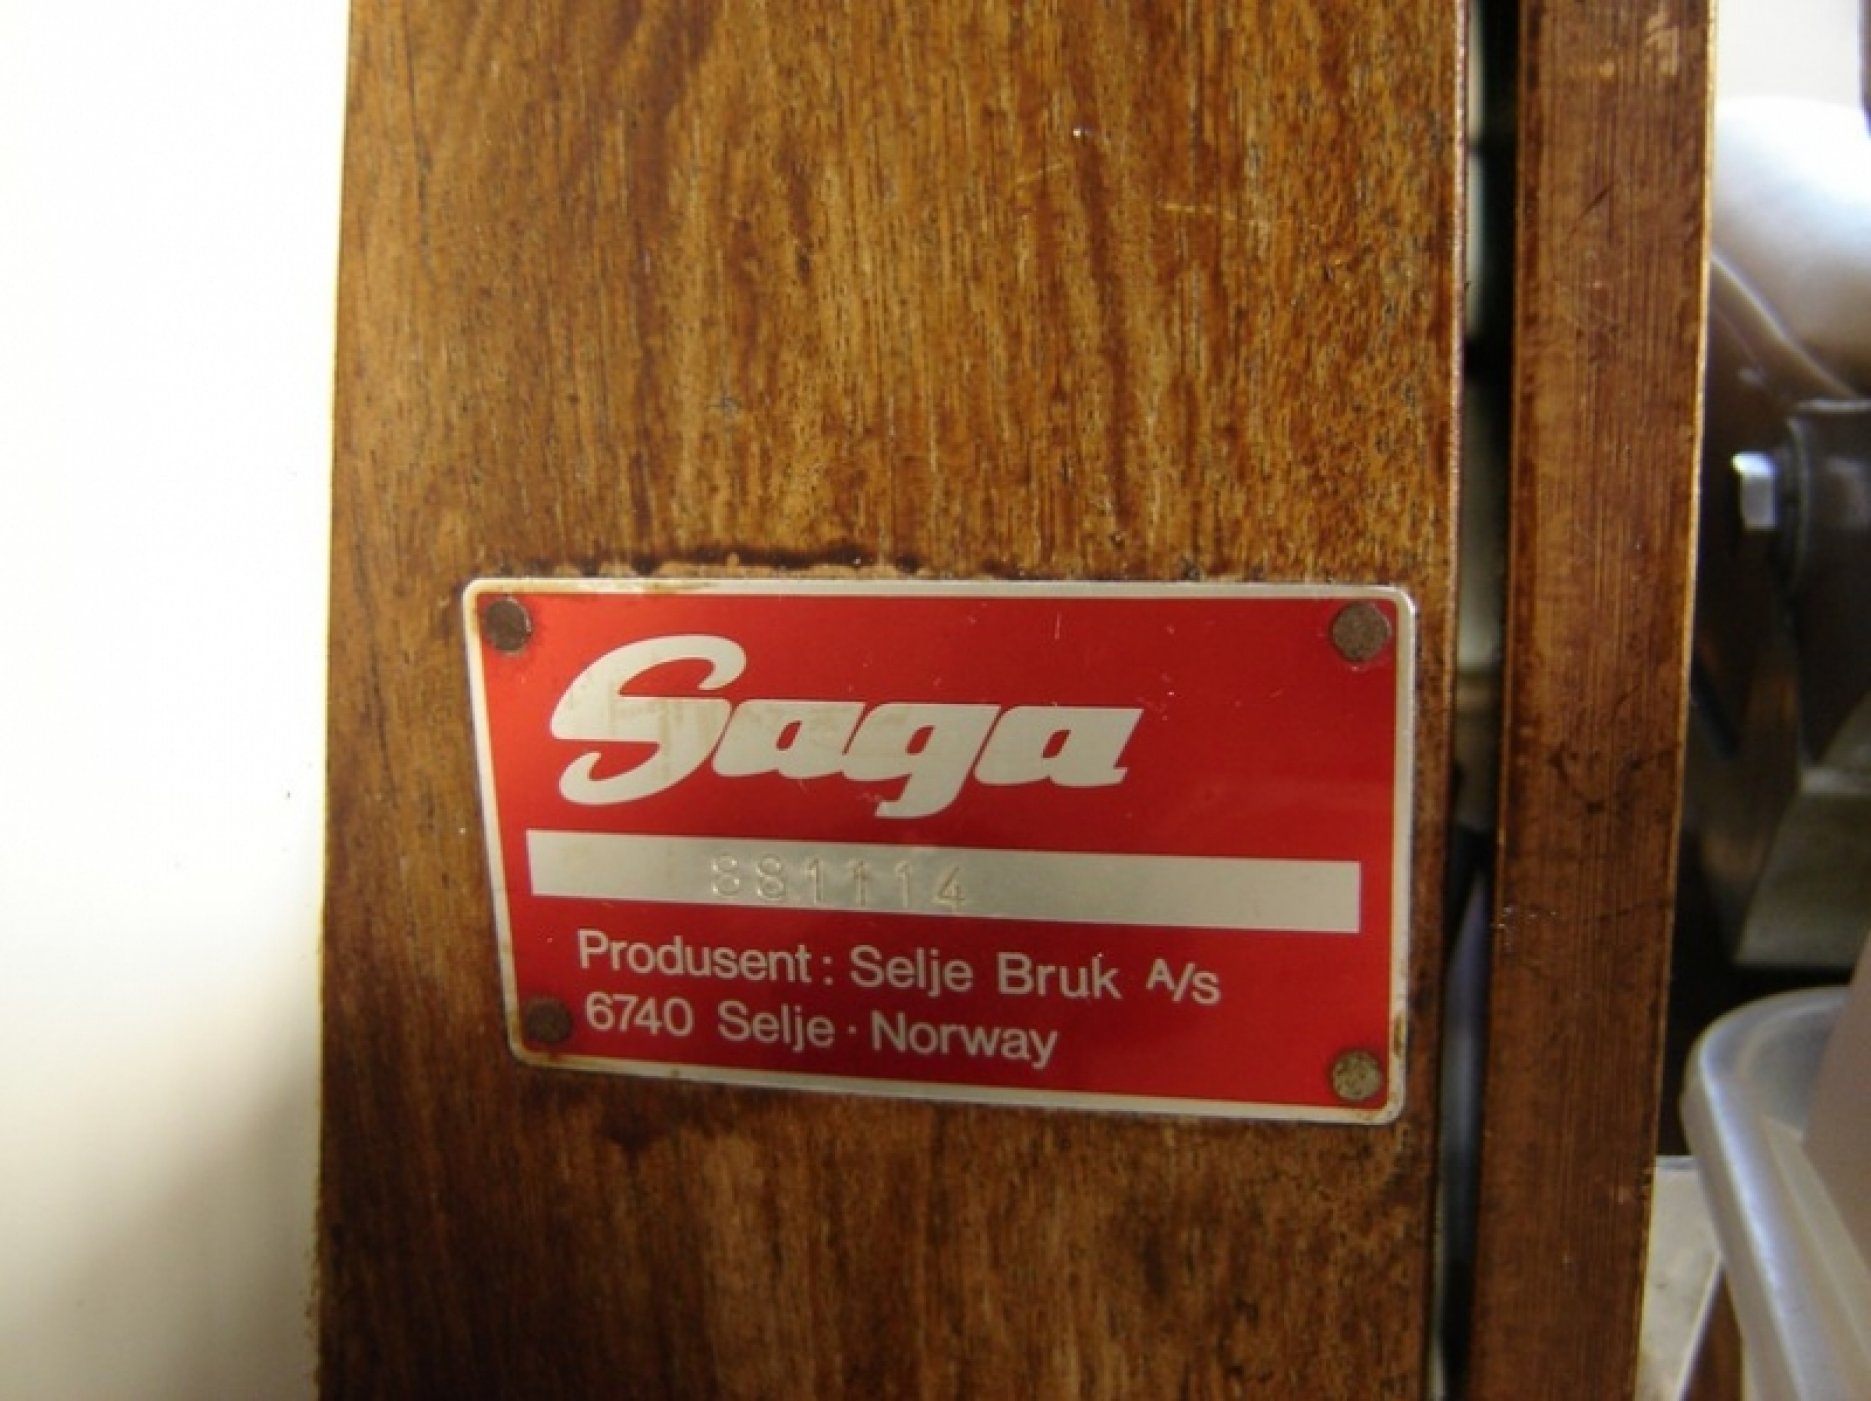 Saga
881114
Produsent: Selje Bruk A/s
6740 Selje · Norway